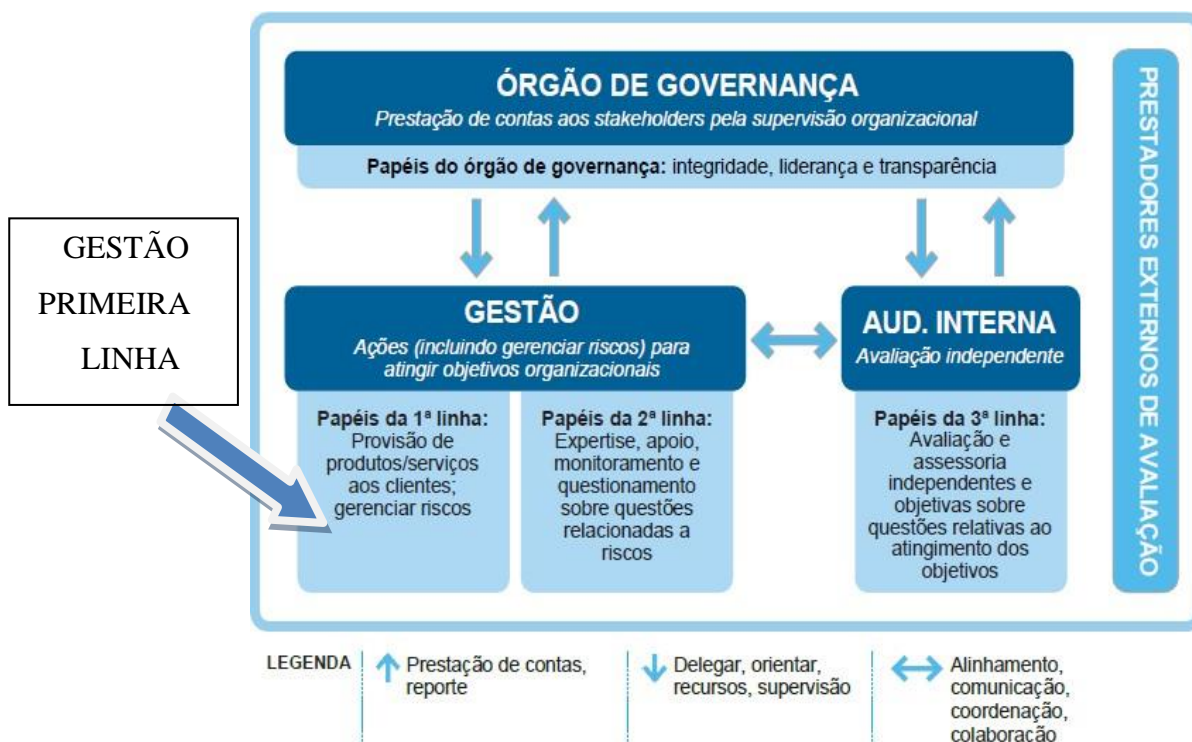 ÓRGÃO DE GOVERNANÇA
Prestação de contas aos stakeholders pela supervisão organizacional
Papéis do órgão de governança: integridade, liderança e transparência
GESTÃO
PRIMEIRA
LINHA
GESTÃO
Ações (incluindo gerenciar riscos) para
atingir objetivos organizacionais
Papéis da 1ª linha:
Provisão de
produtos/serviços
aos clientes;
gerenciar riscos
Papéis da 2ª linha:
Expertise, apoio,
monitoramento e
questionamento
sobre questões
relacionadas a
riscos
AUD. INTERNA
Avaliação independente
Papéis da 3ª linha:
Avaliação e
assessoria
independentes e
objetivas sobre
questões relativas ao
atingimento dos
objetivos
PRESTADORES EXTERNOS DE AVALIAÇÃO
LEGENDA
Prestação de contas,
reporte
Delegar, orientar,
recursos, supervisão
Alinhamento,
comunicação,
coordenação,
colaboração